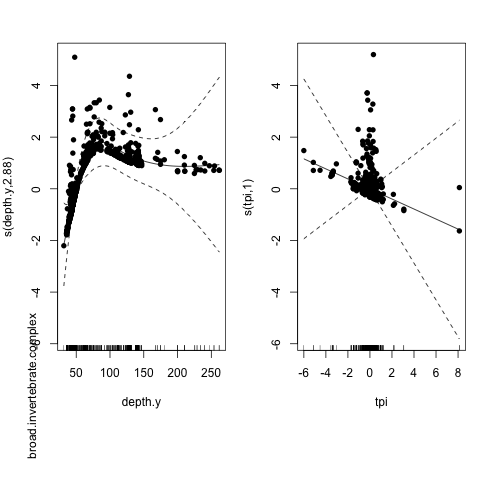 s(depth.y,2.88)
4
2
0
-2
-4
-6
50 100 150 200 250
depth.y
broad.invertebrate.complex
s(tpi,1)
4
2
0
-2
-4
-6
-6 -4 -2 0 2 4 6 8
tpi